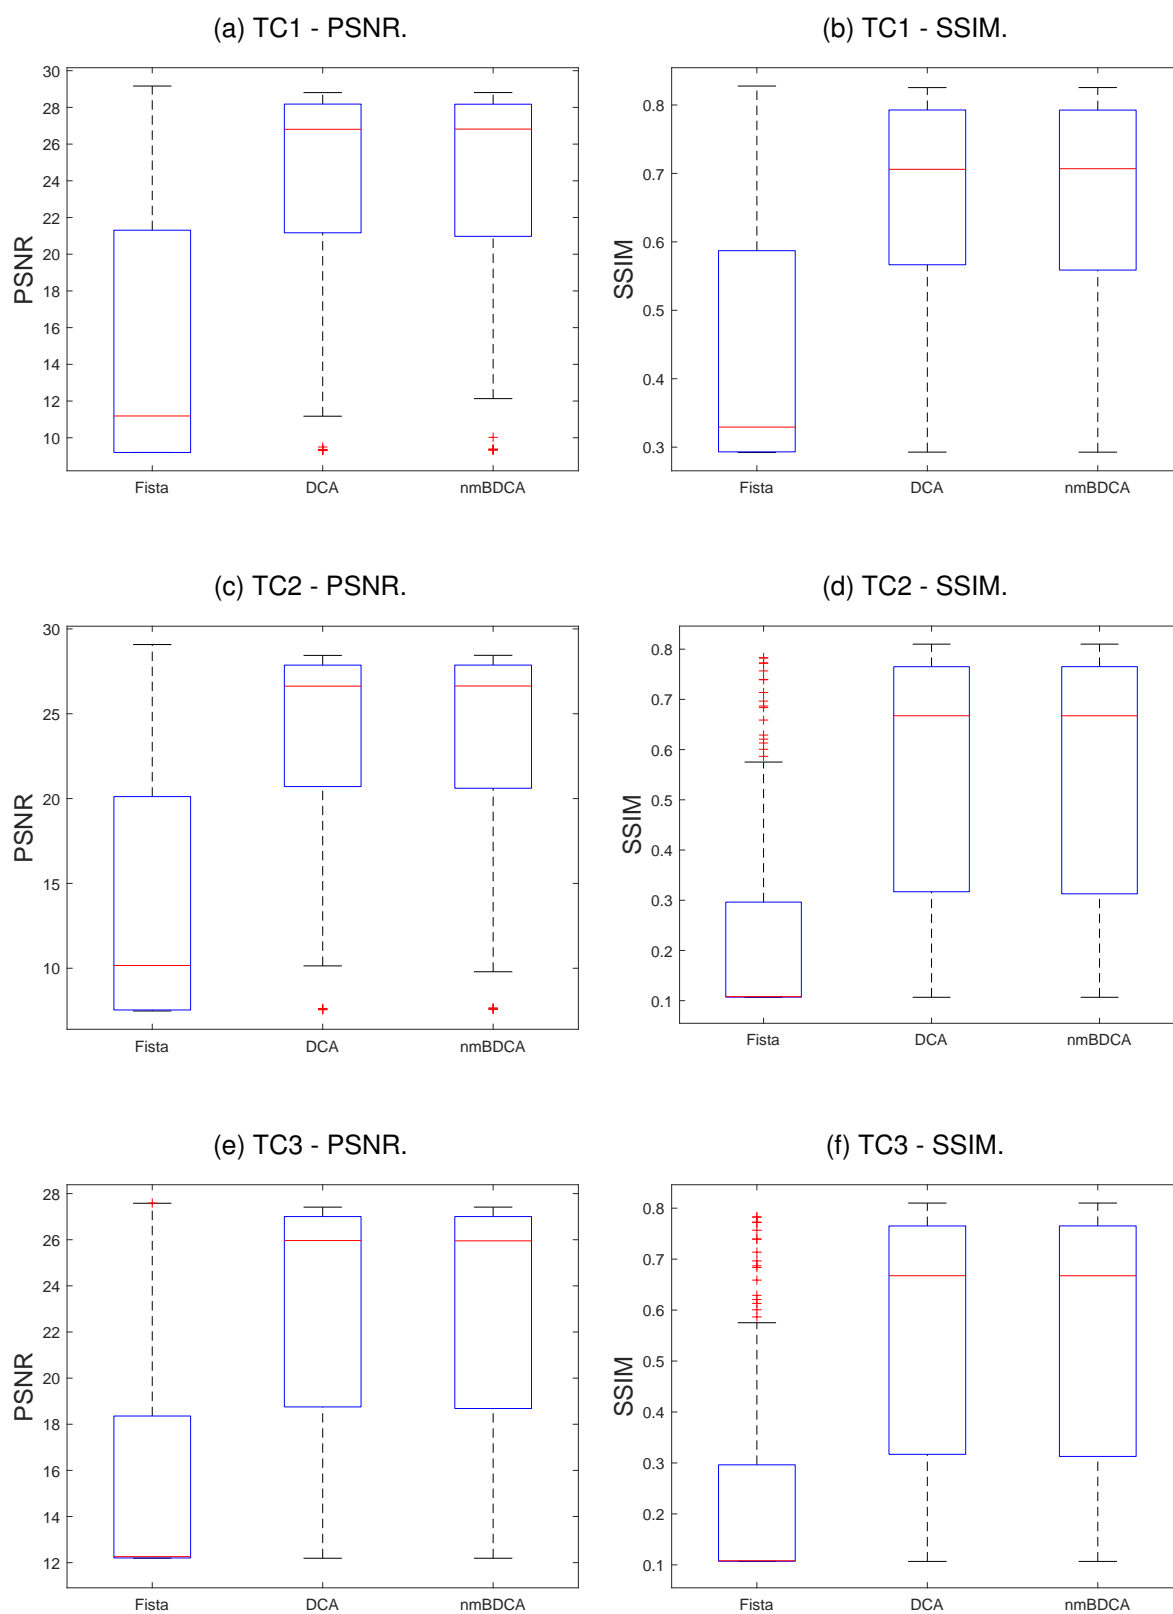 (a) TC1 - PSNR.
(b) TC1 - SSIM.
30
28
26
24
22
20
18
16
14
12
10
PSNR
Fista
DCA
nmBDCA
0.8
0.7
0.6
0.5
0.4
0.3
SSIM
Fista
DCA
nmBDCA
(c) TC2 - PSNR.
(d) TC2 - SSIM.
30
25
20
15
10
PSNR
Fista
DCA
nmBDCA
0.8
0.7
0.6
0.5
0.4
0.3
0.2
0.1
SSIM
Fista
DCA
nmBDCA
(e) TC3 - PSNR.
(f) TC3 - SSIM.
28
26
24
22
20
18
16
14
12
PSNR
Fista
DCA
nmBDCA
0.8
0.7
0.6
0.5
0.4
0.3
0.2
0.1
SSIM
Fista
DCA
nmBDCA